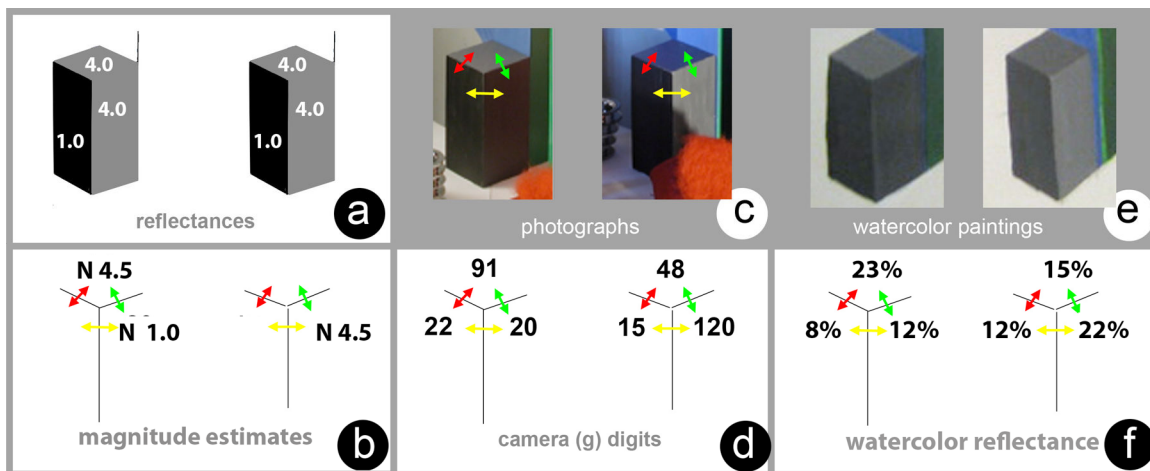 4.0
4.0
1.0
4.0
4.0
1.0
reflectances
a
photographs
c
watercolor paintings
e
N 4.5
N 1.0
N 4.5
magnitude estimates
b
91
22 20
48
15 120
camera (g) digits
d
23%
8% 12%
15%
12% 22%
watercolor reflectance
f